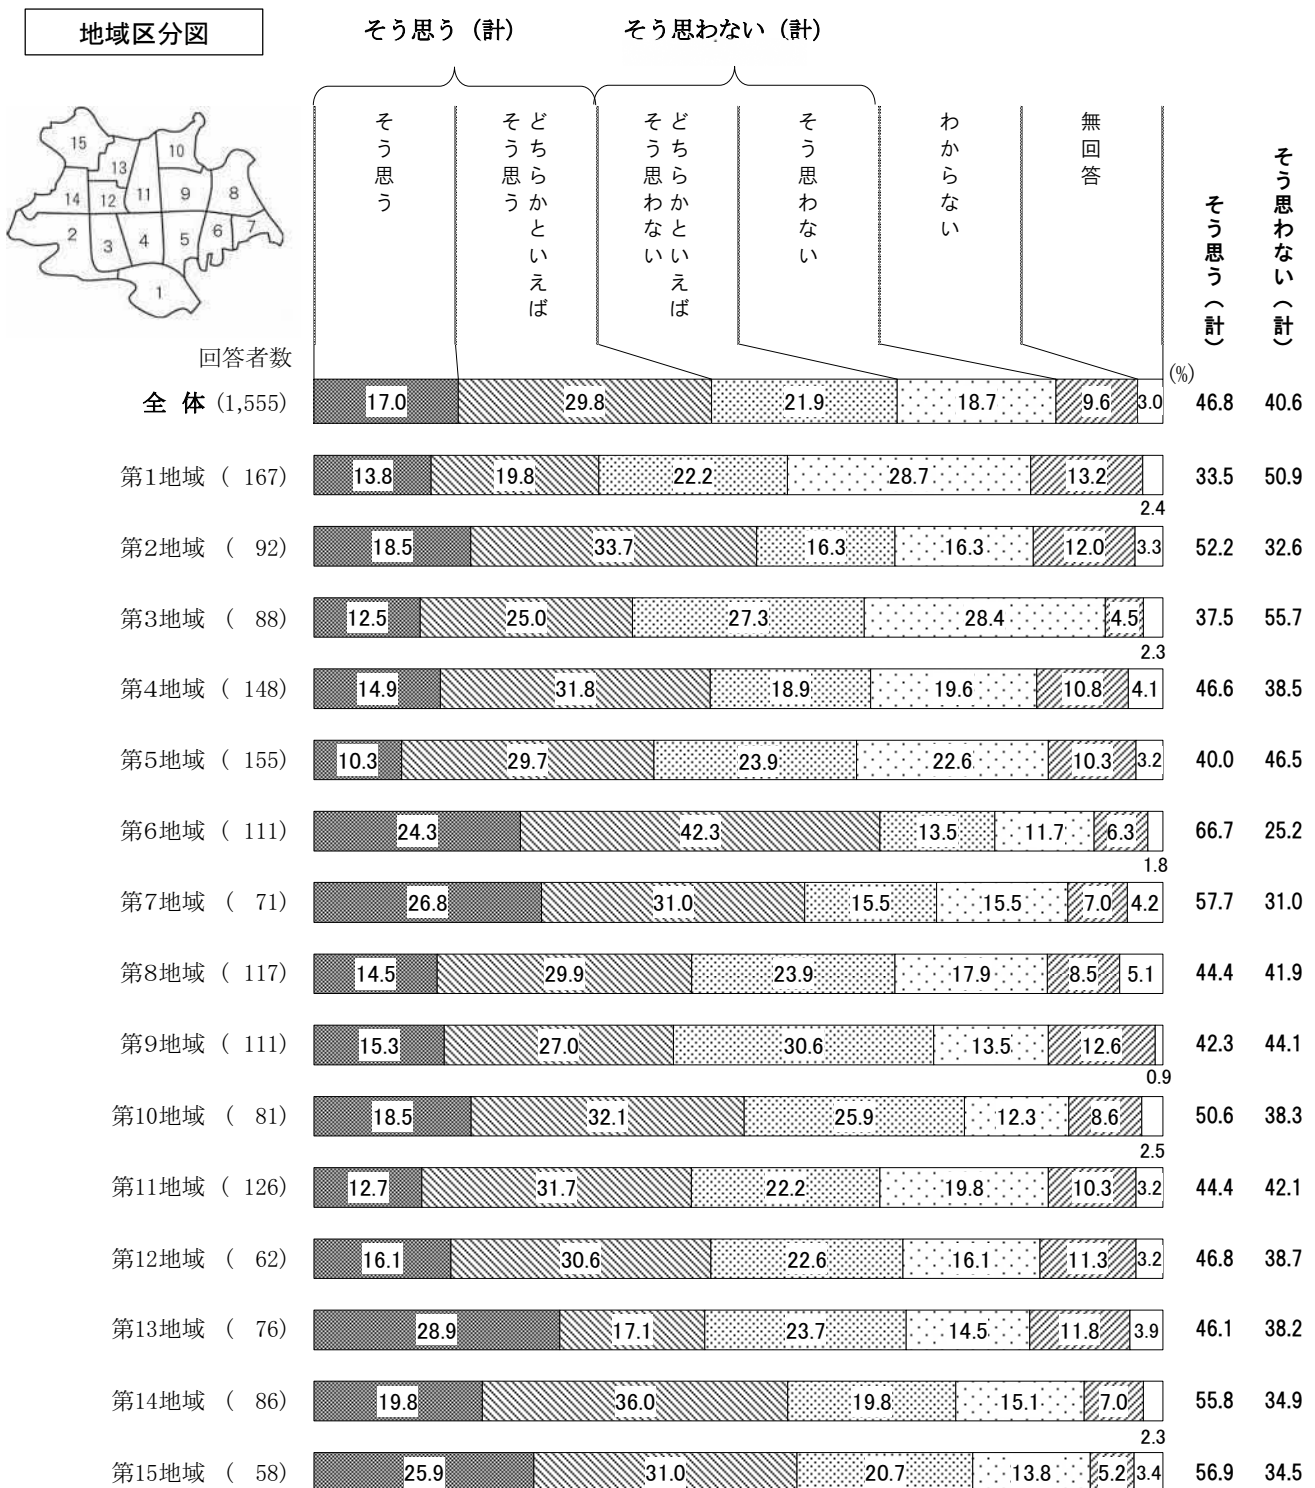 地域区分図
そう思う（計）
そう思わない（計）
15
10
13
14
12
11
9
8
2
3
4
5
6
7
1
そう思う
どちらかといえば
そう思う
どちらかといえば
そう思わない
そう思わない
わからない
無回答
そう思う（計）
そう思わない（計）
回答者数
(%)
全 体 (1,555) 17.0 29.8 21.9 18.7 9.6 3.0 46.8 40.6
第1地域 ( 167) 13.8 19.8 22.2 28.7 13.2 2.4 33.5 50.9
第2地域 ( 92) 18.5 33.7 16.3 16.3 12.0 3.3 52.2 32.6
第3地域 ( 88) 12.5 25.0 27.3 28.4 4.5 2.3 37.5 55.7
第4地域 ( 148) 14.9 31.8 18.9 19.6 10.8 4.1 46.6 38.5
第5地域 ( 155) 10.3 29.7 23.9 22.6 10.3 3.2 40.0 46.5
第6地域 ( 111) 24.3 42.3 13.5 11.7 6.3 1.8 66.7 25.2
第7地域 ( 71) 26.8 31.0 15.5 15.5 7.0 4.2 57.7 31.0
第8地域 ( 117) 14.5 29.9 23.9 17.9 8.5 5.1 44.4 41.9
第9地域 ( 111) 15.3 27.0 30.6 13.5 12.6 0.9 42.3 44.1
第10地域 ( 81) 18.5 32.1 25.9 12.3 8.6 2.5 50.6 38.3
第11地域 ( 126) 12.7 31.7 22.2 19.8 10.3 3.2 44.4 42.1
第12地域 ( 62) 16.1 30.6 22.6 16.1 11.3 3.2 46.8 38.7
第13地域 ( 76) 28.9 17.1 23.7 14.5 11.8 3.9 46.1 38.2
第14地域 ( 86) 19.8 36.0 19.8 15.1 7.0 2.3 55.8 34.9
第15地域 ( 58) 25.9 31.0 20.7 13.8 5.2 3.4 56.9 34.5